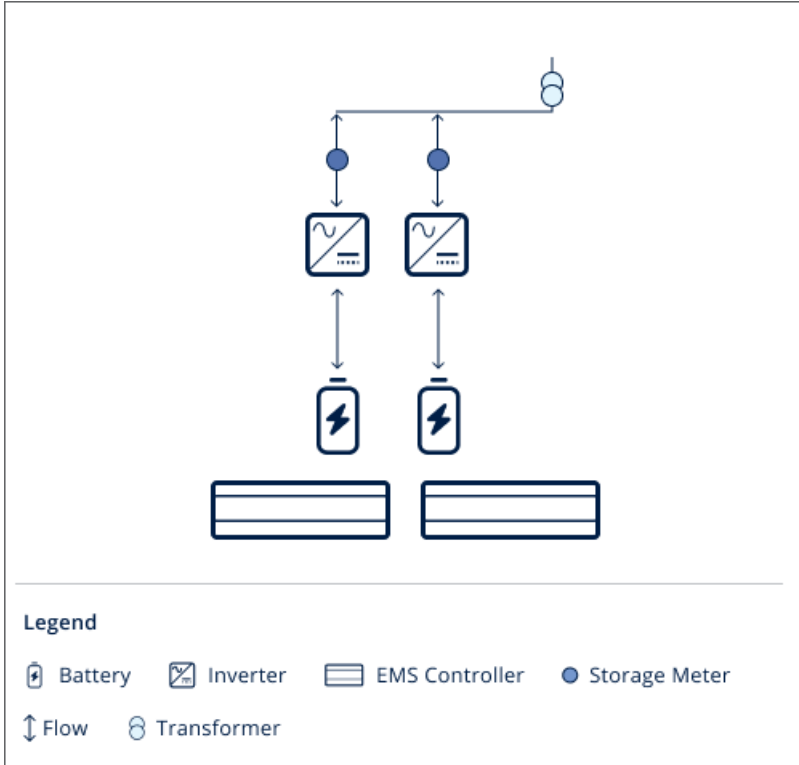 Legend
Battery Inverter EMS Controller Storage Meter
Flow Transformer